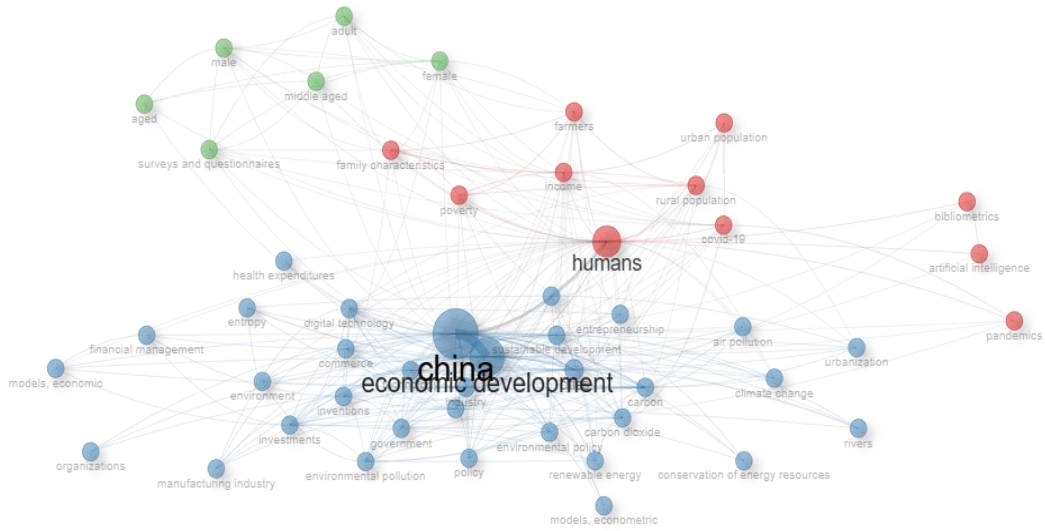 adult
male
female
middle aged
aged
surveys and questionnaires
family characteristics
farmers
urban population
income
rural population
poverty
bibliometrics
covid-19
humans
artificial intelligence
health expenditures
entropy
digital technology
entrepreneurship
pandemics
financial management
commerce
sustainable development
air pollution
urbanization
models, economic
china
economic development
environment
inventions
industry
carbon
climate change
investments
government
environmental policy
carbon dioxide
rivers
organizations
manufacturing industry
environmental pollution
policy
renewable energy
conservation of energy resources
models, econometric